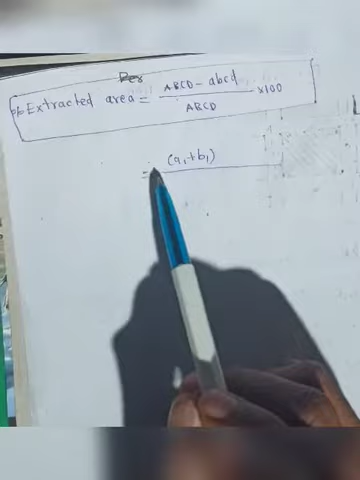 % Extracted area = ABCD - abcd / ABCD ×100
= (a₁+b₁)